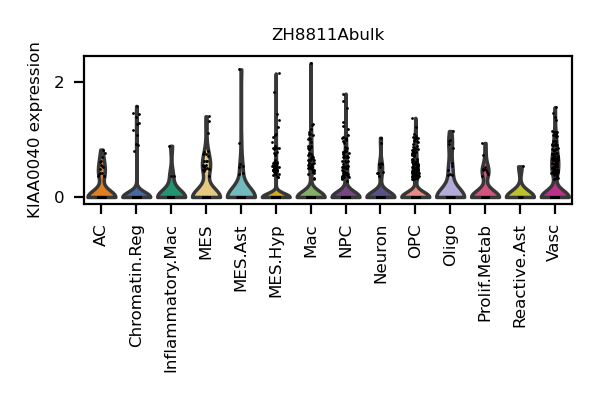 ZH8811Abulk
KIAA0040 expression
2
0
AC
Chromatin.Reg
Inflammatory.Mac
MES
MES.Ast
MES.Hyp
Mac
NPC
Neuron
OPC
Oligo
Prolif.Metab
Reactive.Ast
Vasc